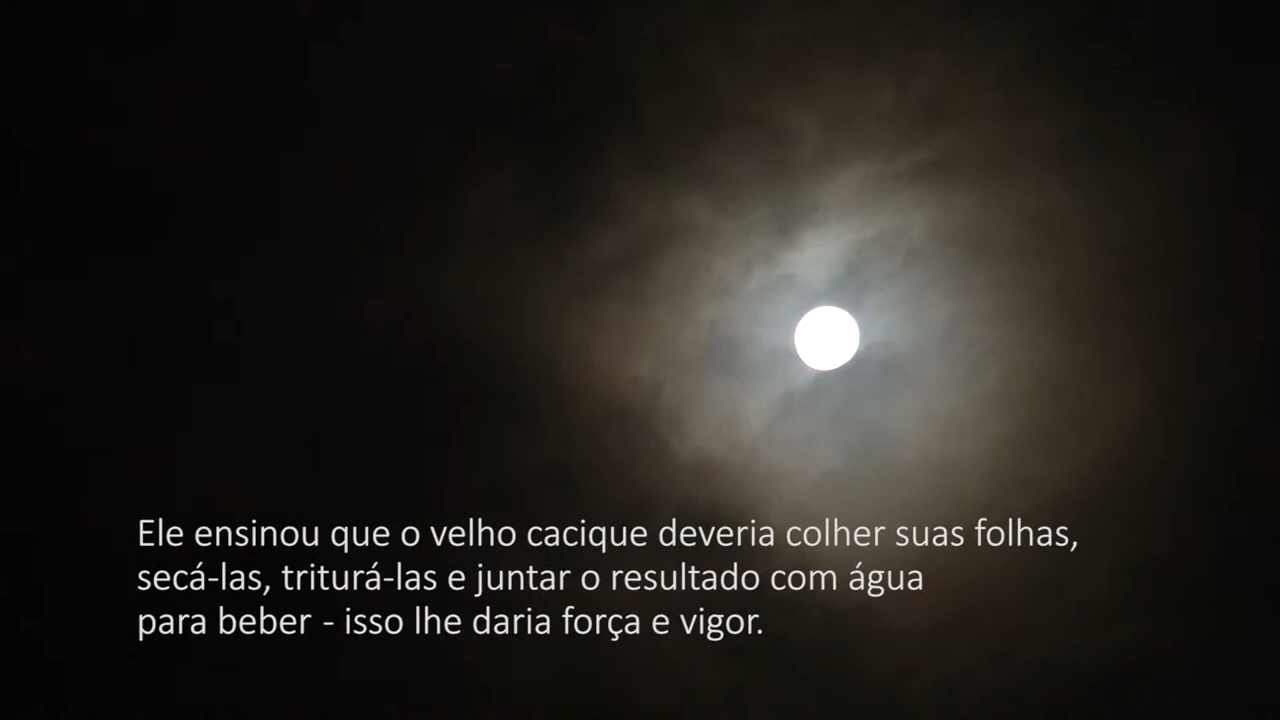 Ele ensinou que o velho cacique deveria colher suas folhas,
secá-las, triturá-las e juntar o resultado com água
para beber - isso lhe daria força e vigor.